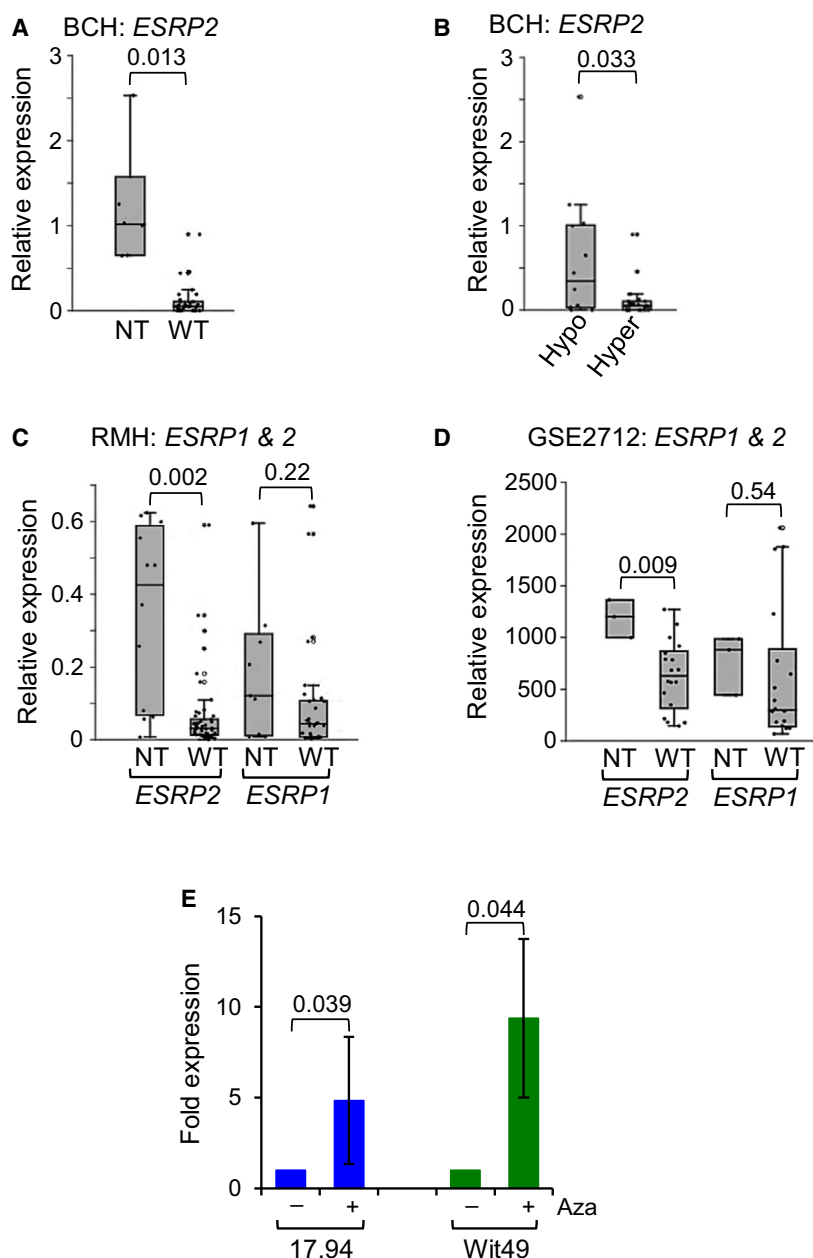 A BCH: ESRP2
0.013
3
2
1
0
Relative expression
NT WT
B BCH: ESRP2
0.033
3
2
1
0
Relative expression
Hypo Hyper
C RMH: ESRP1 & 2
0.002 0.22
0.6
0.4
0.2
0
Relative expression
NT WT NT WT
ESRP2 ESRP1
D GSE2712: ESRP1 & 2
2500
2000
1500
1000
500
0
0.009 0.54
Relative expression
NT WT NT WT
ESRP2 ESRP1
E
15
10
5
0
Fold expression
0.039 0.044
– + – + Aza
17.94 Wit49